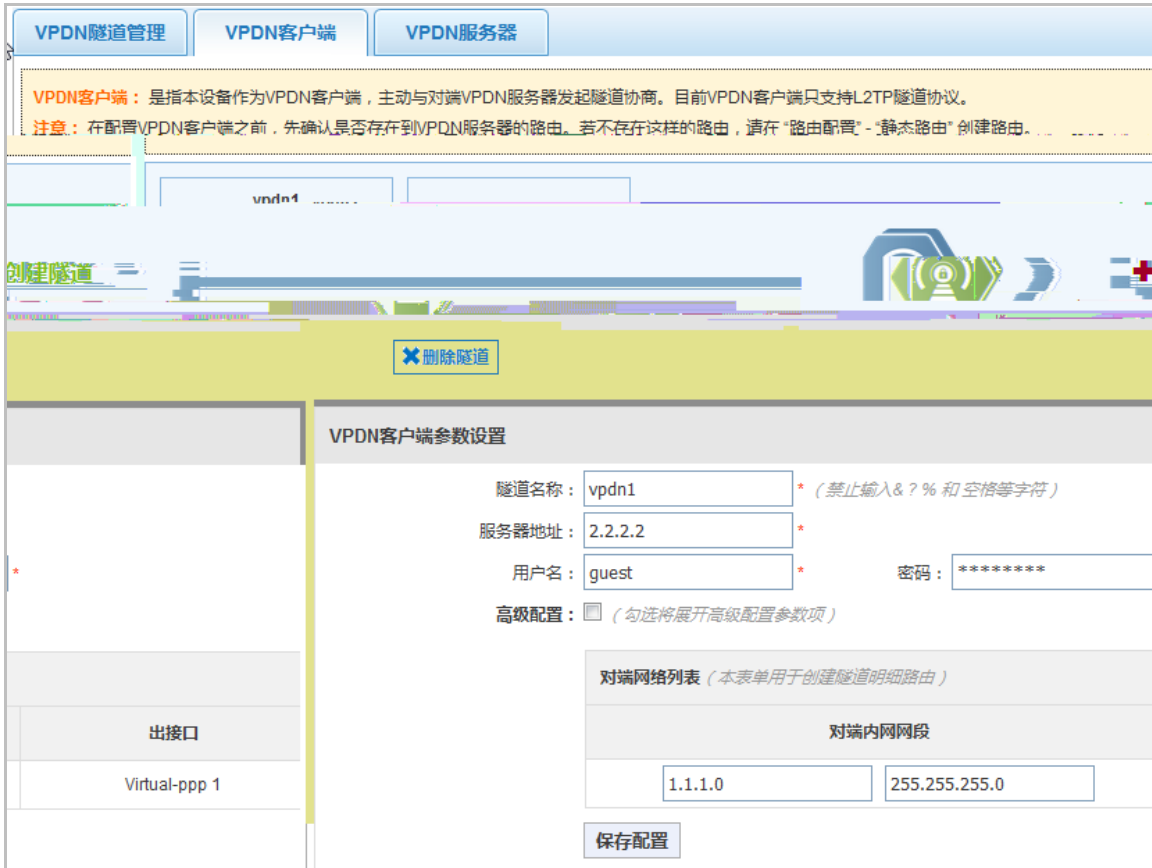 VPDN隧道管理 VPDN客户端 VPDN服务器
VPDN客户端： 是指本设备作为VPDN客户端，主动与对端VPDN服务器发起隧道协商。目前VPDN客户端只支持L2TP隧道协议。
注意： 在配置VPDN客户端之前，先确认是否存在到VPDN服务器的路由。若不存在这样的路由，请在 “路由配置” - “静态路由” 创建路由。
vpdn1
创建隧道
删除隧道
VPDN客户端参数设置
隧道名称： vpdn1 * （禁止输入& ? % 和 空格等字符）
服务器地址： 2.2.2.2 *
* 用户名： guest * 密码： ********
高级配置： （勾选将展开高级配置参数项）
对端网络列表（本表单用于创建隧道明细路由）
出接口 对端内网网段
Virtual-ppp 1 1.1.1.0 255.255.255.0
保存配置